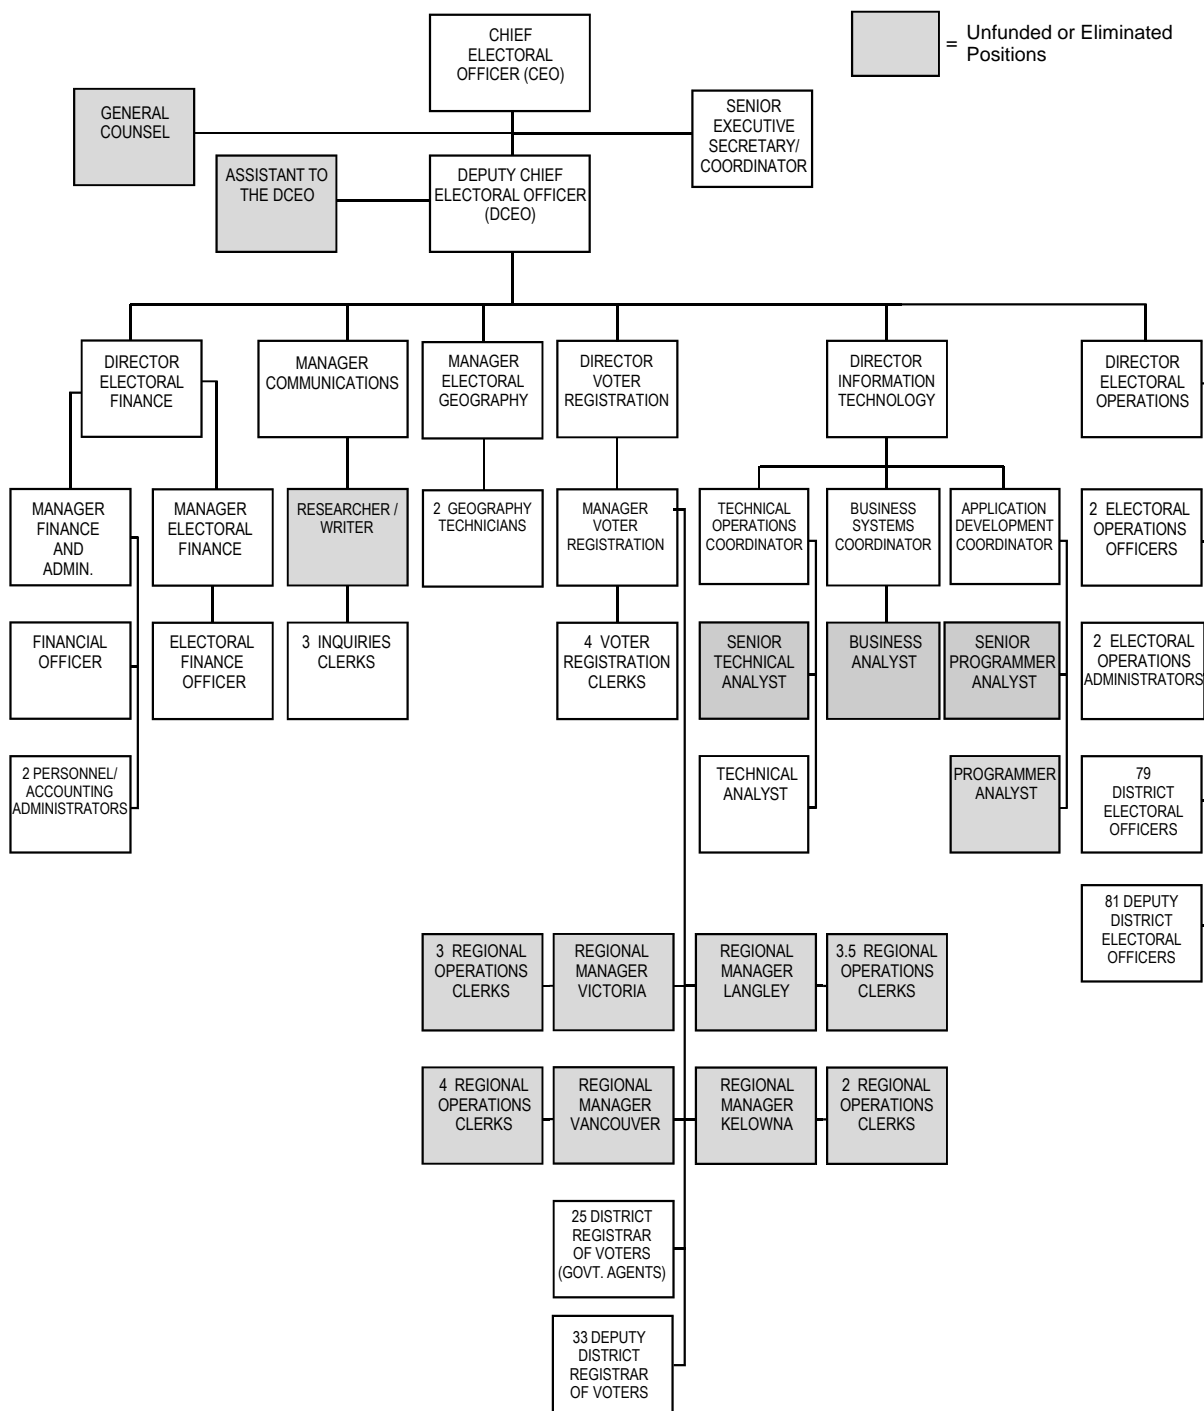 CHIEF
ELECTORAL
OFFICER (CEO)
= Unfunded or Eliminated
Positions
GENERAL
COUNSEL
SENIOR
EXECUTIVE
SECRETARY/
COORDINATOR
ASSISTANT TO
THE DCEO
DEPUTY CHIEF
ELECTORAL OFFICER
(DCEO)
DIRECTOR
ELECTORAL
FINANCE
MANAGER
COMMUNICATIONS
MANAGER
ELECTORAL
GEOGRAPHY
DIRECTOR
VOTER
REGISTRATION
DIRECTOR
INFORMATION
TECHNOLOGY
DIRECTOR
ELECTORAL
OPERATIONS
MANAGER
FINANCE
AND
ADMIN.
MANAGER
ELECTORAL
FINANCE
RESEARCHER /
WRITER
2 GEOGRAPHY
TECHNICIANS
MANAGER
VOTER
REGISTRATION
TECHNICAL
OPERATIONS
COORDINATOR
BUSINESS
SYSTEMS
COORDINATOR
APPLICATION
DEVELOPMENT
COORDINATOR
2 ELECTORAL
OPERATIONS
OFFICERS
FINANCIAL
OFFICER
ELECTORAL
FINANCE
OFFICER
3 INQUIRIES
CLERKS
4 VOTER
REGISTRATION
CLERKS
SENIOR
TECHNICAL
ANALYST
BUSINESS
ANALYST
SENIOR
PROGRAMMER
ANALYST
2 ELECTORAL
OPERATIONS
ADMINISTRATORS
2 PERSONNEL/
ACCOUNTING
ADMINISTRATORS
TECHNICAL
ANALYST
PROGRAMMER
ANALYST
79
DISTRICT
ELECTORAL
OFFICERS
81 DEPUTY
DISTRICT
ELECTORAL
OFFICERS
3 REGIONAL
OPERATIONS
CLERKS
REGIONAL
MANAGER
VICTORIA
REGIONAL
MANAGER
LANGLEY
3.5 REGIONAL
OPERATIONS
CLERKS
4 REGIONAL
OPERATIONS
CLERKS
REGIONAL
MANAGER
VANCOUVER
REGIONAL
MANAGER
KELOWNA
2 REGIONAL
OPERATIONS
CLERKS
25 DISTRICT
REGISTRAR
OF VOTERS
(GOVT. AGENTS)
33 DEPUTY
DISTRICT
REGISTRAR
OF VOTERS